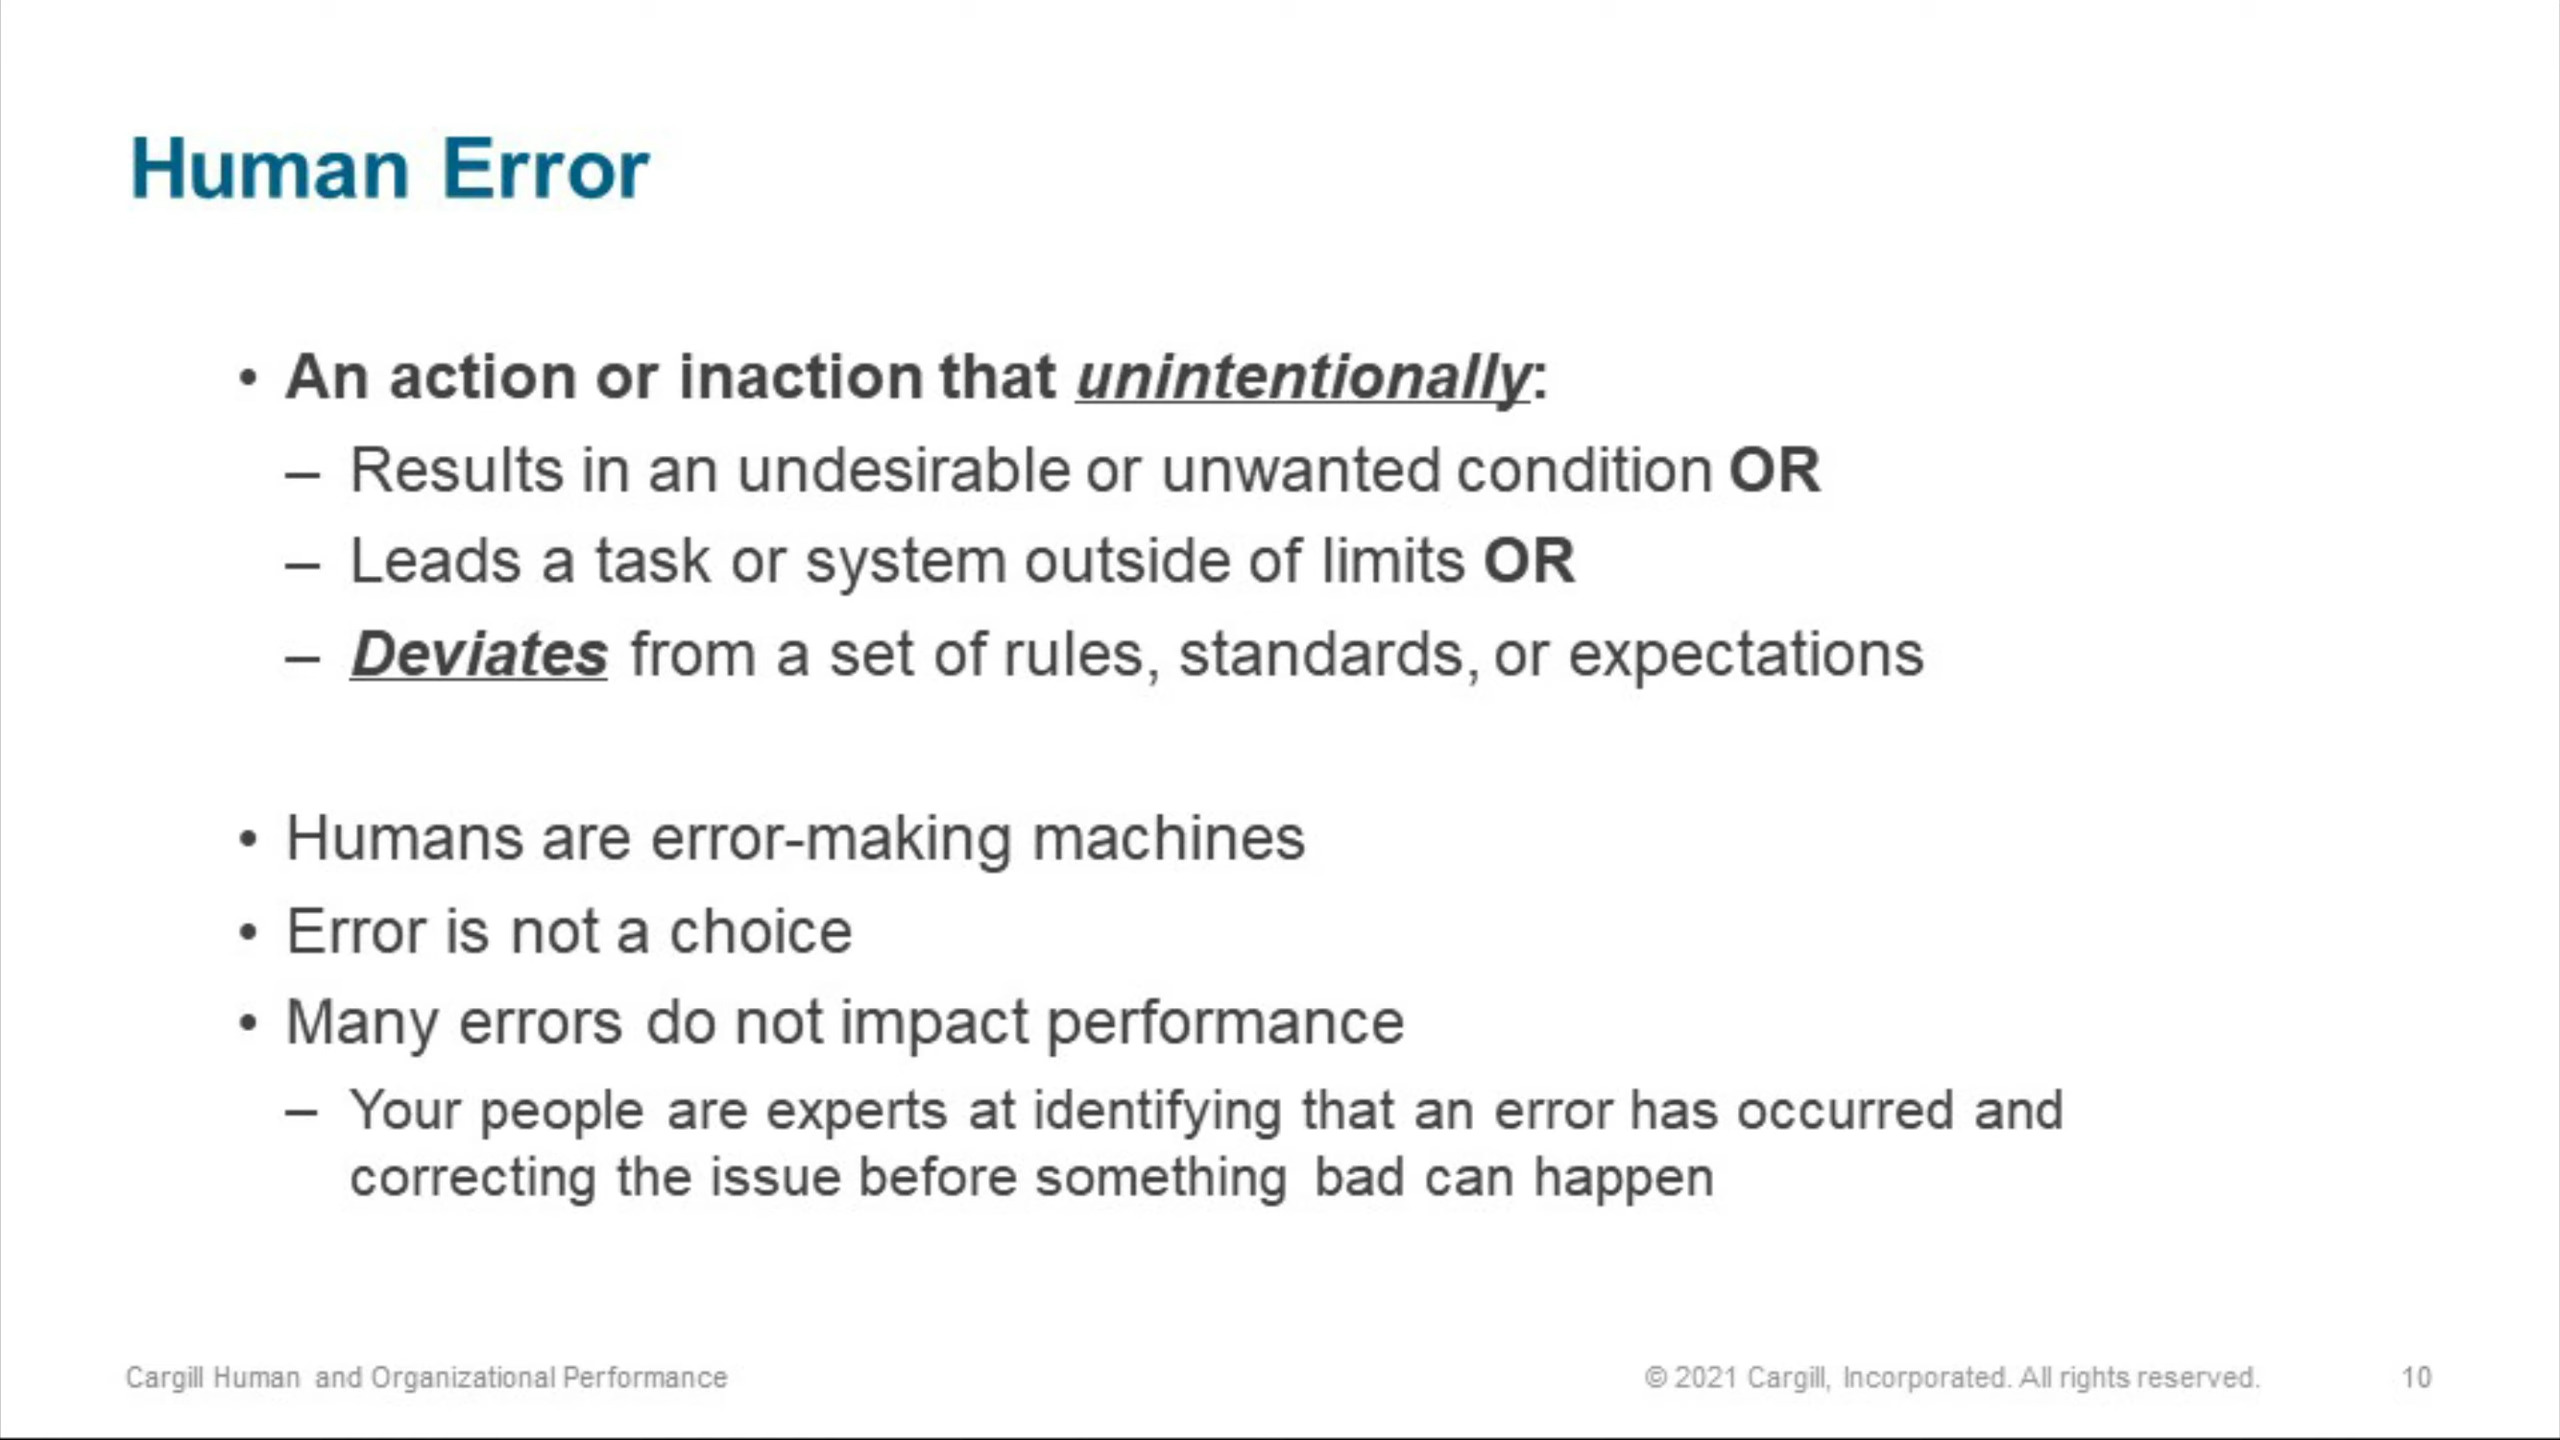 Human Error
• An action or inaction that unintentionally:
– Results in an undesirable or unwanted condition OR
– Leads a task or system outside of limits OR
– Deviates from a set of rules, standards, or expectations
• Humans are error-making machines
• Error is not a choice
• Many errors do not impact performance
– Your people are experts at identifying that an error has occurred and
correcting the issue before something bad can happen
Cargill Human and Organizational Performance
© 2021 Cargill, Incorporated. All rights reserved.
10